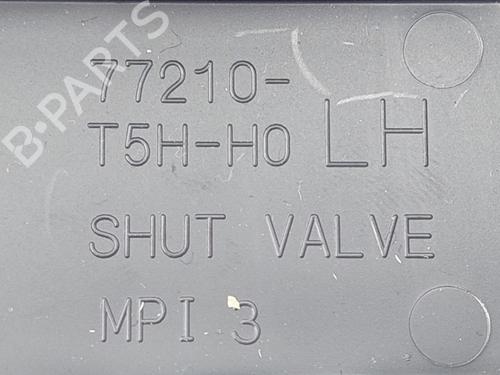 B-PARTS
77210-
T5H-H0 LH
SHUT VALVE
MPI 3